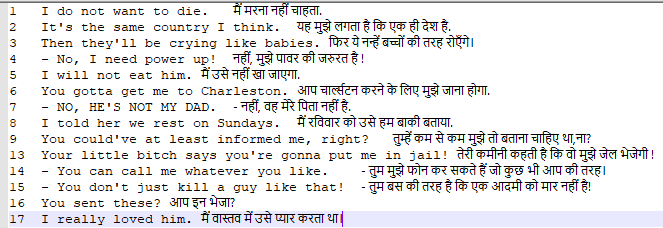 1 I do not want to die. मैं मरना नहीं चाहता.
2 It's the same country I think. यह मुझे लगता है कि एक ही देश है.
3 Then they'll be crying like babies. फिर ये नन्हें बच्चों की तरह रोएँगे।
4 - No, I need power up! नहीं, मुझे पावर की जरुरत है !
5 I will not eat him. मैं उसे नहीं खा जाएगा.
6 You gotta get me to Charleston. आप चार्ल्सटन करने के लिए मुझे जाना होगा.
7 - NO, HE'S NOT MY DAD. - नहीं, वह मेरे पिता नहीं है.
8 I told her we rest on Sundays. मैं रविवार को उसे हम बाकी बताया.
9 You could've at least informed me, right? तुम्हें कम से कम मुझे तो बताना चाहिए था,ना?
13 Your little bitch says you're gonna put me in jail! तेरी कमीनी कहती है कि वो मुझे जेल भेजेगी !
14 - You can call me whatever you like. - तुम मुझे फोन कर सकते हैं जो कुछ भी आप की तरह।
15 - You don't just kill a guy like that! - तुम बस की तरह है कि एक आदमी को मार नहीं है!
16 You sent these? आप इन भेजा?
17 I really loved him. मैं वास्तव में उसे प्यार करता था।